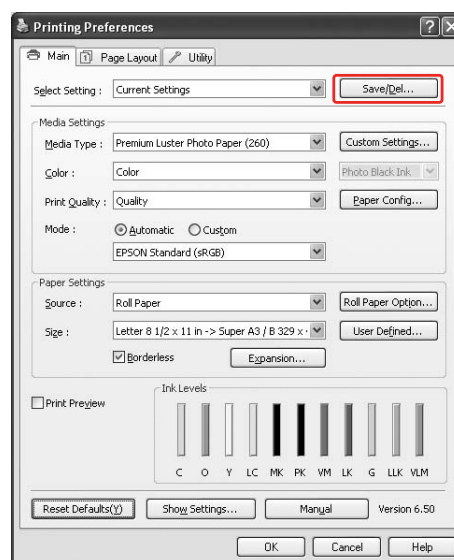 Printing Preferences
Main Page Layout Utility
Select Setting : Current Settings Save/Del...
Media Settings
Media Type : Premium Luster Photo Paper (260) Custom Settings...
Color : Color Photo Black Ink
Print Quality : Quality Paper Config...
Mode : Automatic Custom
EPSON Standard (sRGB)
Paper Settings
Source : Roll Paper Roll Paper Option...
Size : Letter 8 1/2 x 11 in -> Super A3 / B 329 x User Defined...
Borderless Expansion...
Print Preview
Ink Levels
C O Y LC MK PK VM LK G LLK VLM
Reset Defaults(Y) Show Settings... Manual Version 6.50
OK Cancel Help